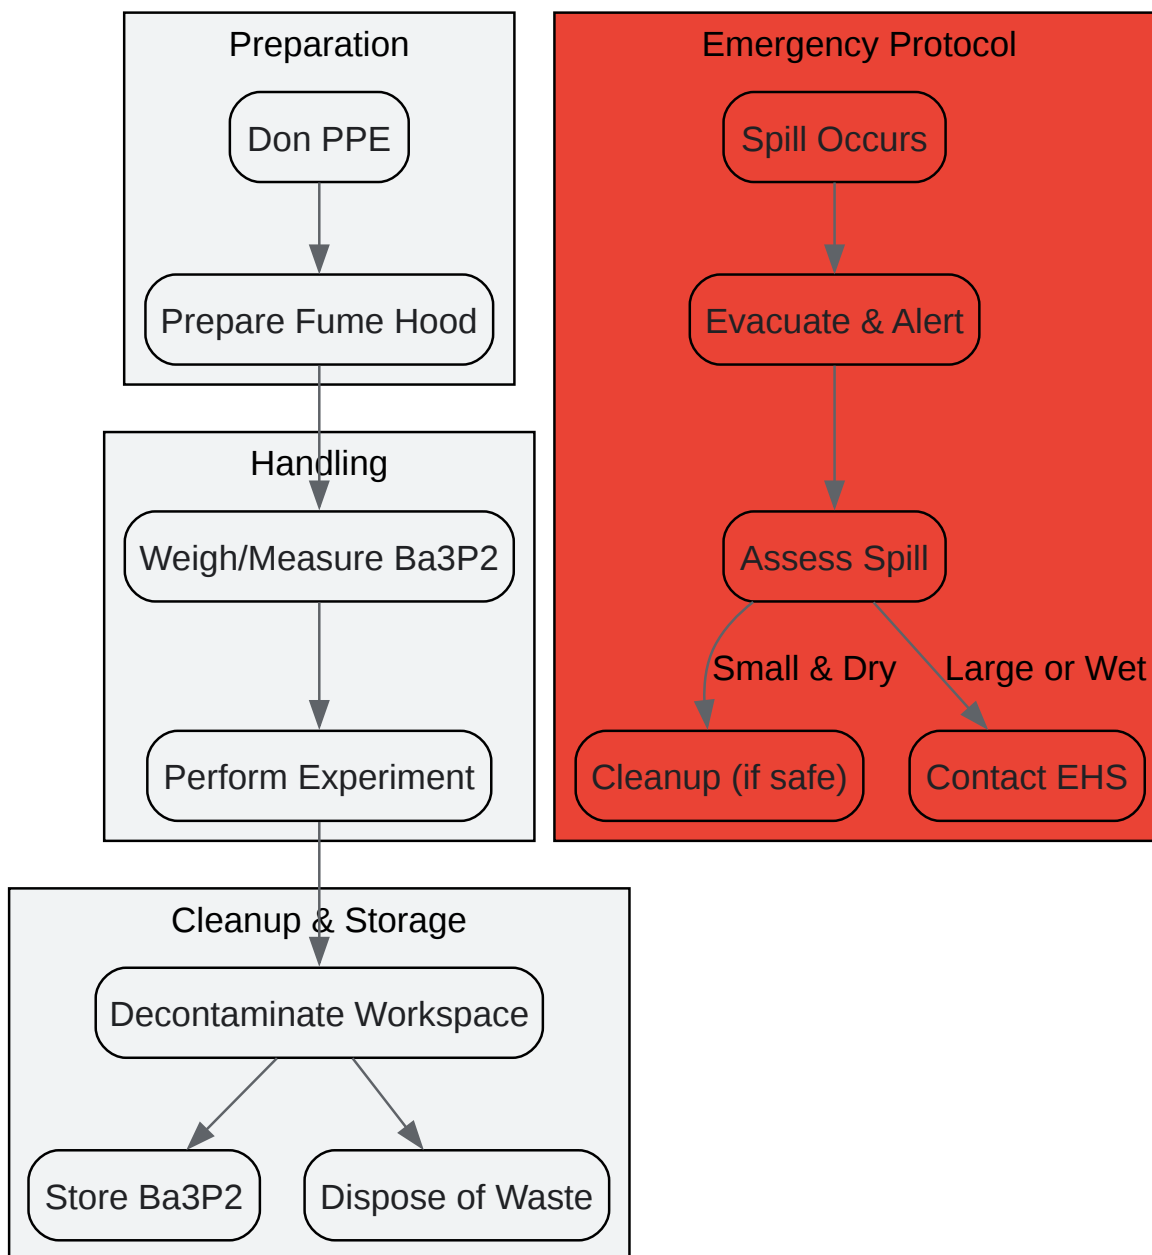 Preparation
Don PPE
Prepare Fume Hood
Handling
Weigh/Measure Ba3P2
Perform Experiment
Cleanup & Storage
Decontaminate Workspace
Store Ba3P2
Dispose of Waste
Emergency Protocol
Spill Occurs
Evacuate & Alert
Assess Spill
Small & Dry
Large or Wet
Cleanup (if safe)
Contact EHS